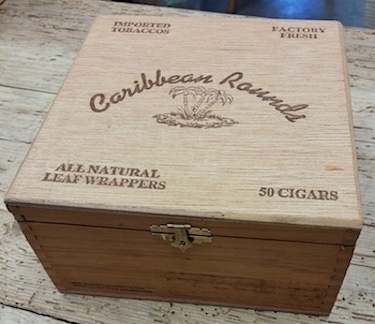 IMPORTED
TOBACCOS
FACTORY
FRESH
Caribbean Rounds
ALL NATURAL
LEAF WRAPPERS
50 CIGARS